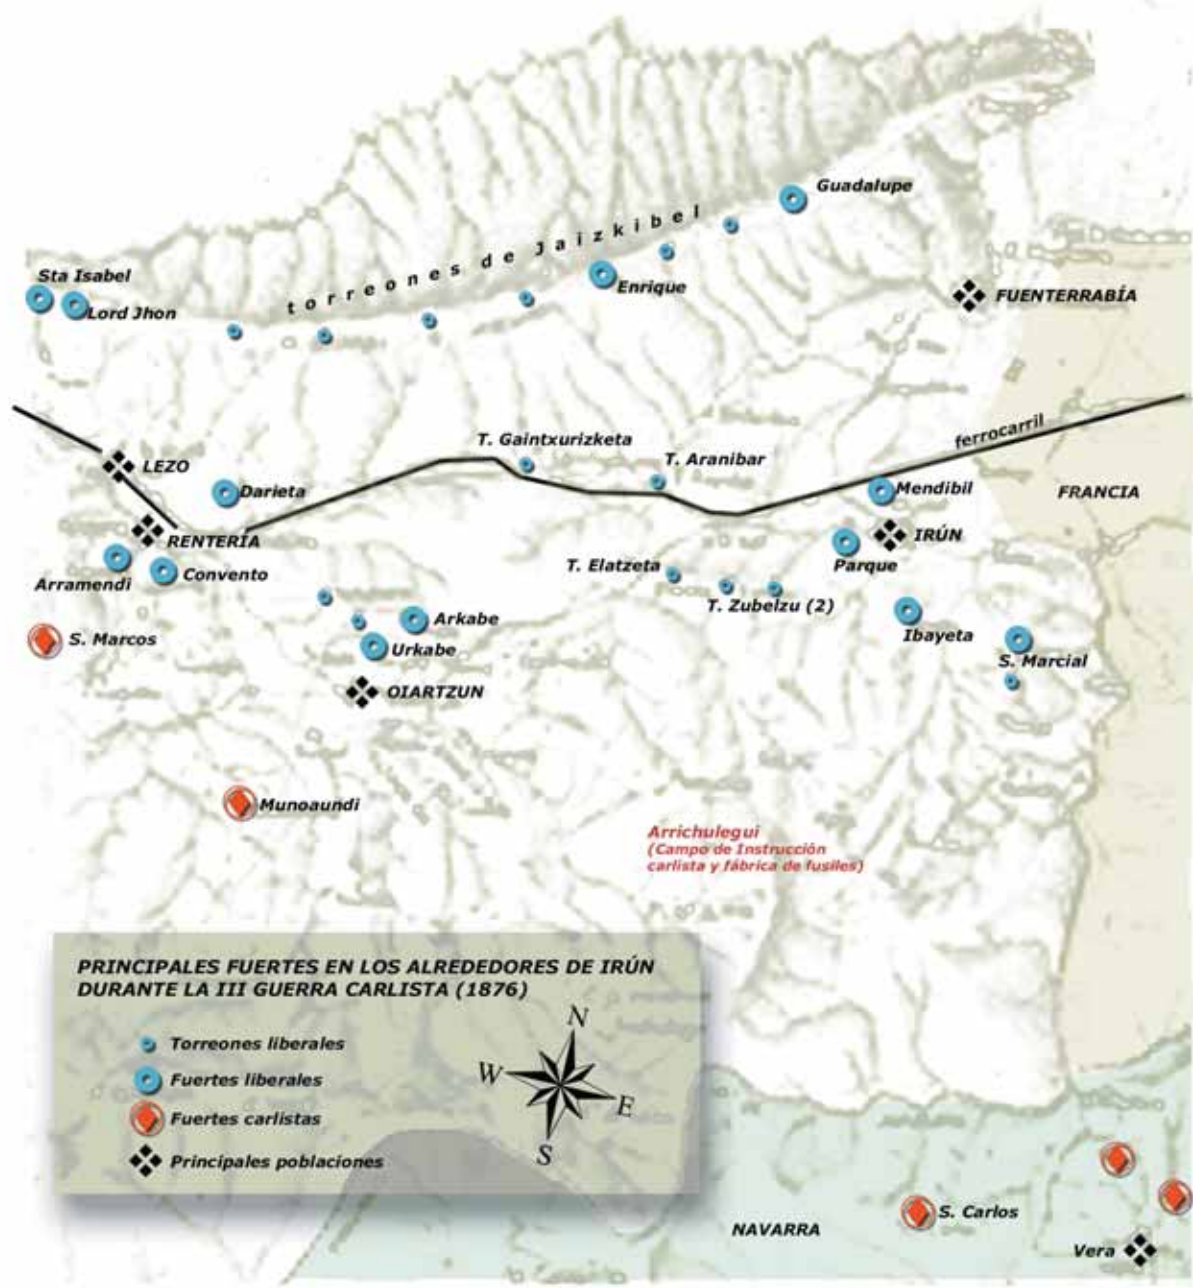 Guadalupe
torreones de Jaizkibel
Sta Isabel
Enrique
FUENTERRABÍA
Lord Jhon
ferrocarril
T. Gaintxurizketa
T. Aranibar
LEZO
Darieta
Mendibil
FRANCIA
RENTERÍA
IRÚN
Arramendi
Convento
T. Elatzeta
Parque
T. Zubelzu (2)
Arkabe
Ibayeta
S. Marcos
Urkabe
S. Marcial
OIARTZUN
Munoaundi
Arrichulegui
(Campo de Instrucción
carlista y fábrica de fusiles)
PRINCIPALES FUERTES EN LOS ALREDEDORES DE IRÚN
DURANTE LA III GUERRA CARLISTA (1876)
Torreones liberales
Fuertes liberales
Fuertes carlistas
Principales poblaciones
N
W
E
S
S. Carlos
NAVARRA
Vera